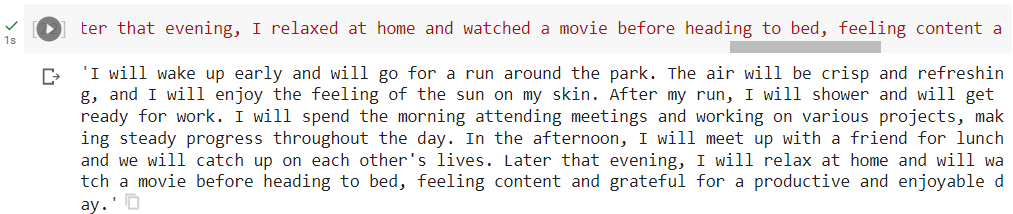 ter that evening, I relaxed at home and watched a movie before heading to bed, feeling content a
1s
'I will wake up early and will go for a run around the park. The air will be crisp and refreshin
g, and I will enjoy the feeling of the sun on my skin. After my run, I will shower and will get
ready for work. I will spend the morning attending meetings and working on various projects, mak
ing steady progress throughout the day. In the afternoon, I will meet up with a friend for lunch
and we will catch up on each other's lives. Later that evening, I will relax at home and will wa
tch a movie before heading to bed, feeling content and grateful for a productive and enjoyable d
ay.'